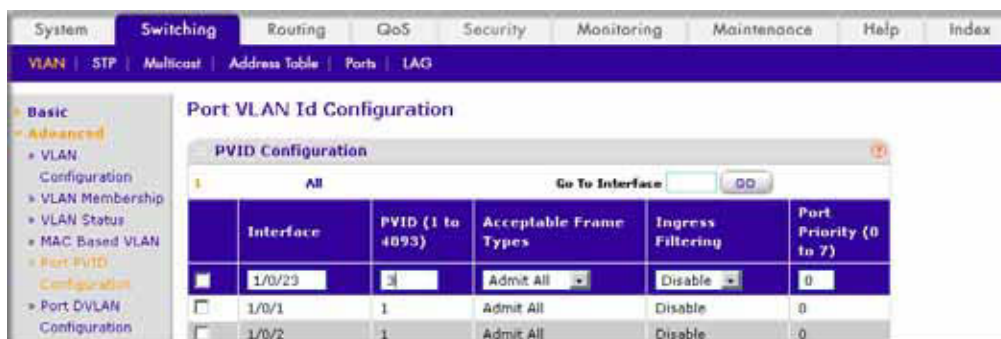 System Switching Routing QoS Security Monitoring Maintenance Help Index
VLAN | STP | Multicast | Address Table | Ports | LAG
Basic
Advanced
VLAN
Configuration
VLAN Membership
VLAN Status
MAC Based VLAN
Port PVID
Configuration
Port DVLAN
Configuration
Port VLAN Id Configuration
PVID Configuration
1 All Go To Interface GO
Interface PVID (1 to 4093) Acceptable Frame Types Ingress Filtering Port Priority (0 to 7)
1/0/23 3 Admit All Disable 0
1/0/1 1 Admit All Disable 0
1/0/2 1 Admit All Disable 0